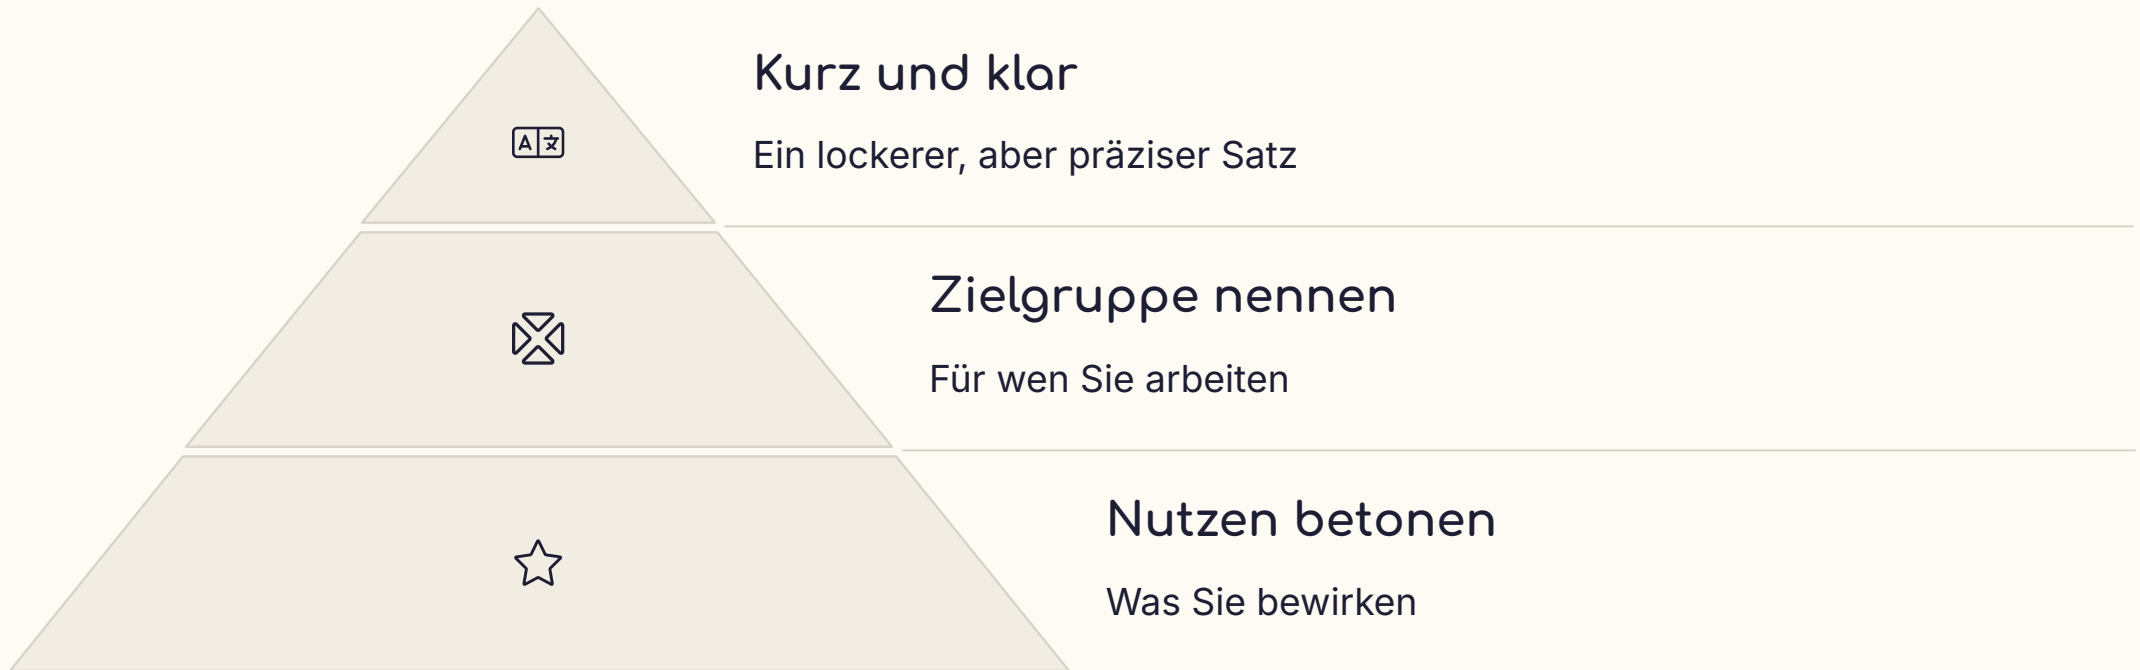 Kurz und klar
Ein lockerer, aber präziser Satz
Zielgruppe nennen
Für wen Sie arbeiten
Nutzen betonen
Was Sie bewirken